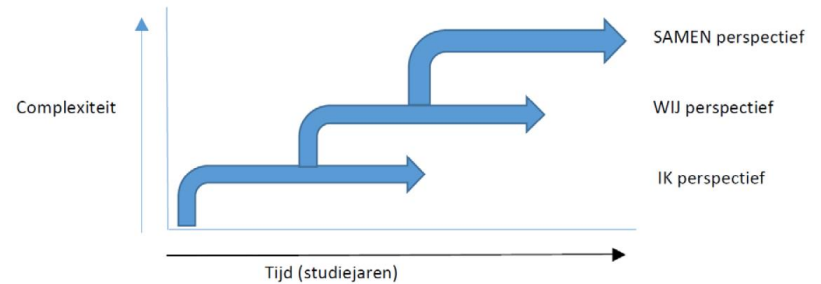 SAMEN perspectief
Complexiteit
WIJ perspectief
IK perspectief
Tijd (studiejaren)